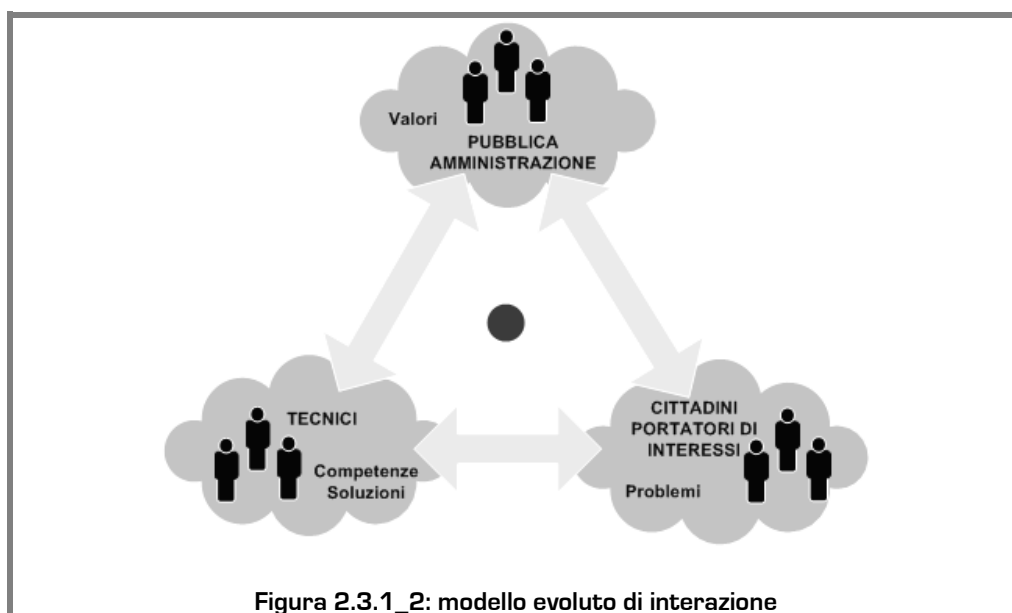 Valori
PUBBLICA
AMMINISTRAZIONE
TECNICI
Competenze
Soluzioni
CITTADINI
PORTATORI DI
INTERESSI
Problemi
Figura 2.3.1_2: modello evoluto di interazione